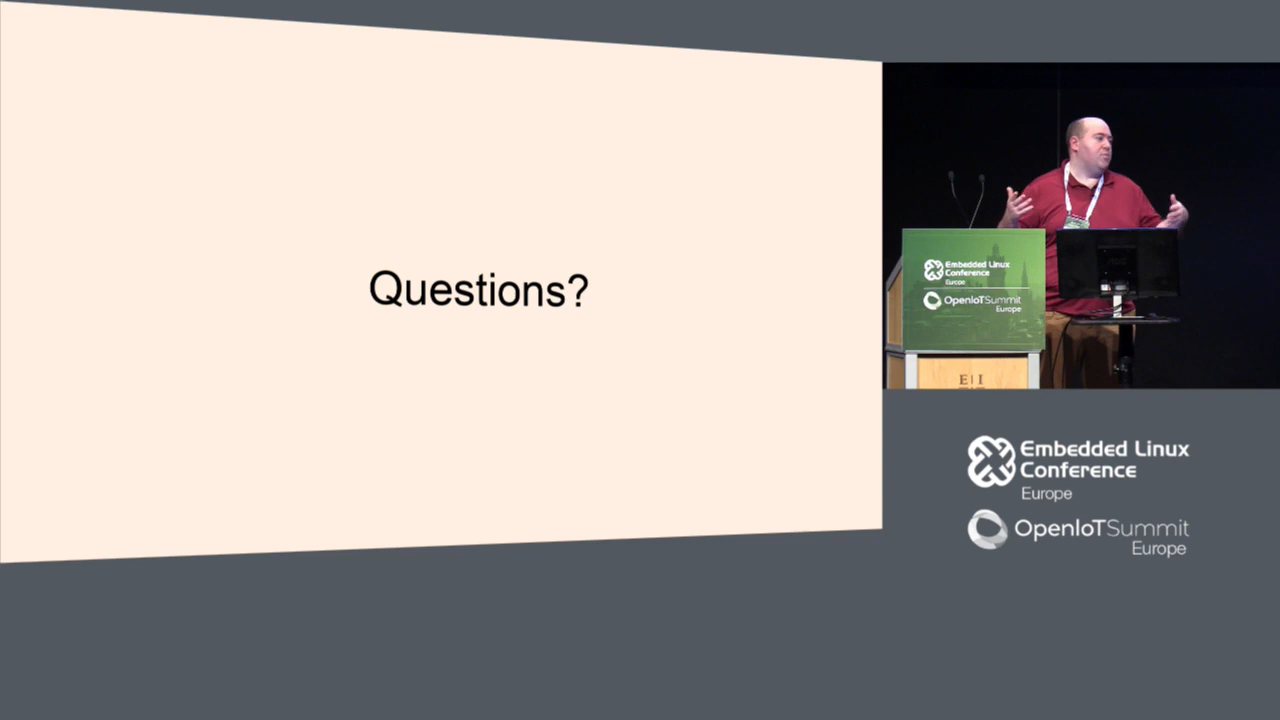 Questions?
Embedded Linux
Conference
Europe
OpenIoTSummit
Europe
E|I
Embedded Linux
Conference
Europe
OpenIoTSummit
Europe